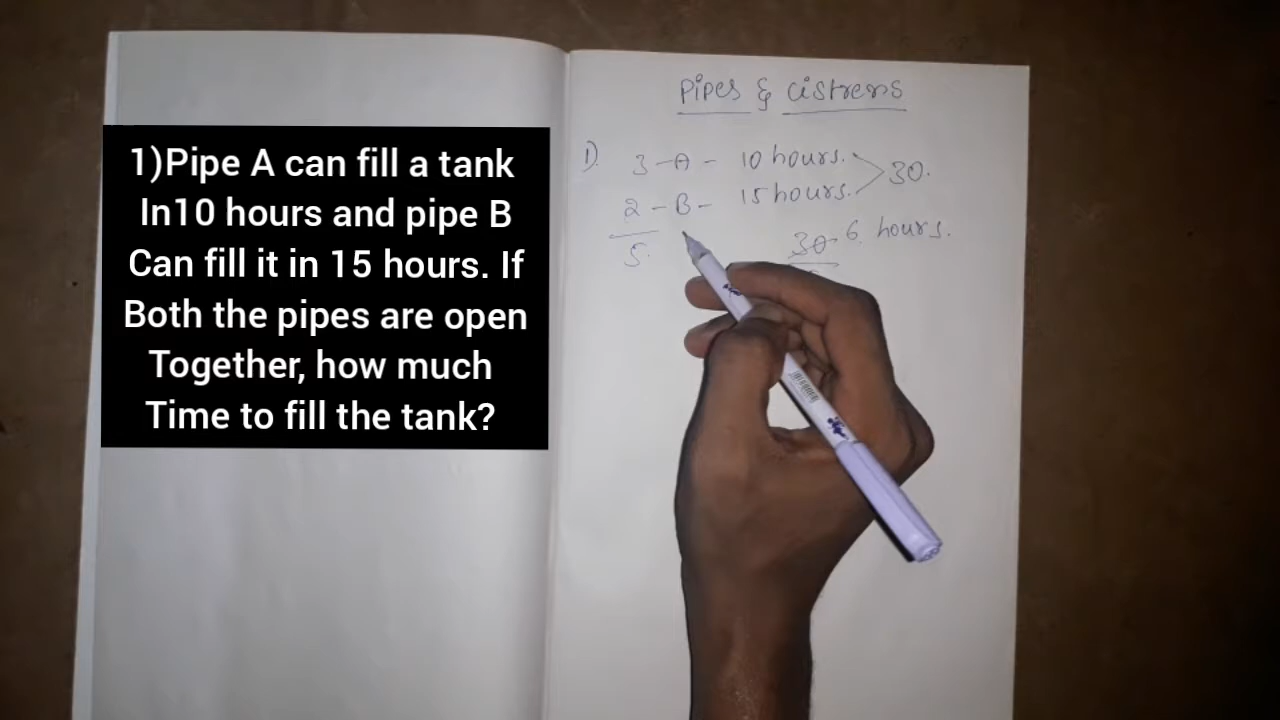 1)Pipe A can fill a tank
In10 hours and pipe B
Can fill it in 15 hours. If
Both the pipes are open
Together, how much
Time to fill the tank?
Pipes & Cistrens
1)
3 - A - 10 hours.
30.
2 - B - 15 hours.
5.
30 6 hours.